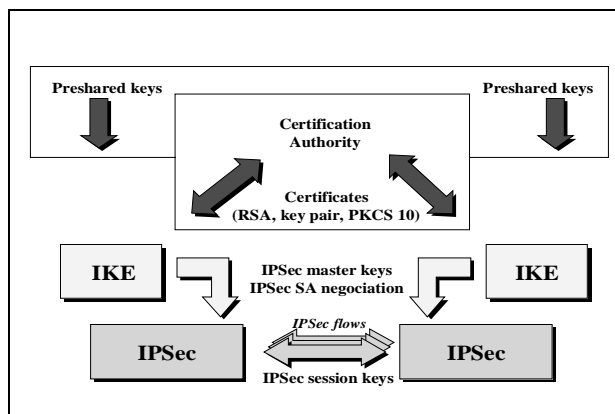 Preshared keys
Preshared keys
Certification
Authority
Certificates
(RSA, key pair, PKCS 10)
IKE
IPSec master keys
IPSec SA negociation
IKE
IPSec
IPSec flows
IPSec
IPSec session keys